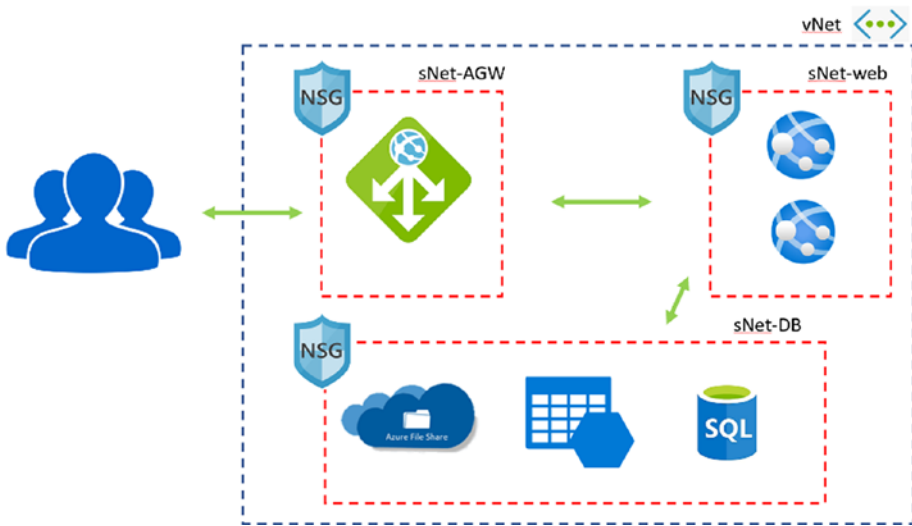 vNet
sNet-AGW
sNet-web
NSG
NSG
sNet-DB
NSG
Azure File Share
SQL